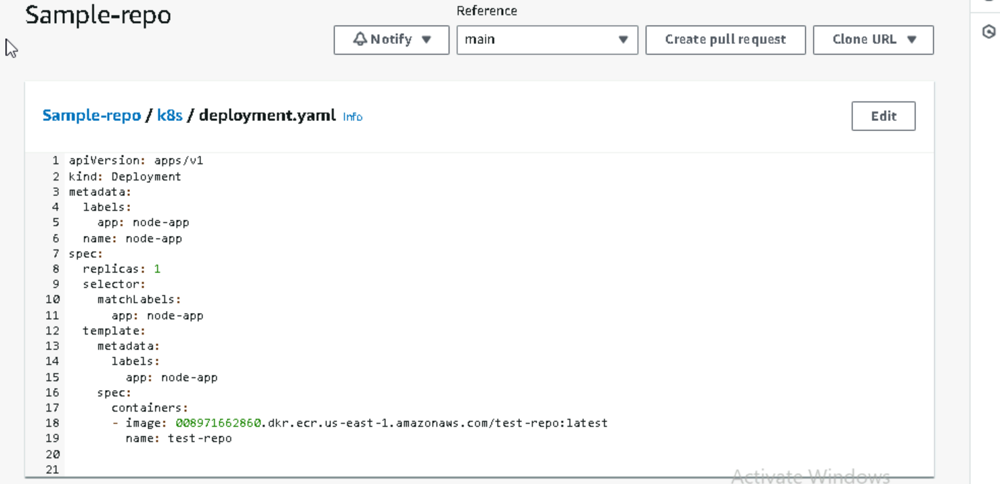 Sample-repo
Reference
Notify
main
Create pull request
Clone URL
Sample-repo / k8s / deployment.yaml Info
Edit
1 apiVersion: apps/v1
2 kind: Deployment
3 metadata:
4   labels:
5     app: node-app
6   name: node-app
7 spec:
8   replicas: 1
9   selector:
10     matchLabels:
11       app: node-app
12   template:
13     metadata:
14       labels:
15         app: node-app
16     spec:
17       containers:
18       - image: 008971662860.dkr.ecr.us-east-1.amazonaws.com/test-repo:latest
19         name: test-repo
20
21
Activate Windows